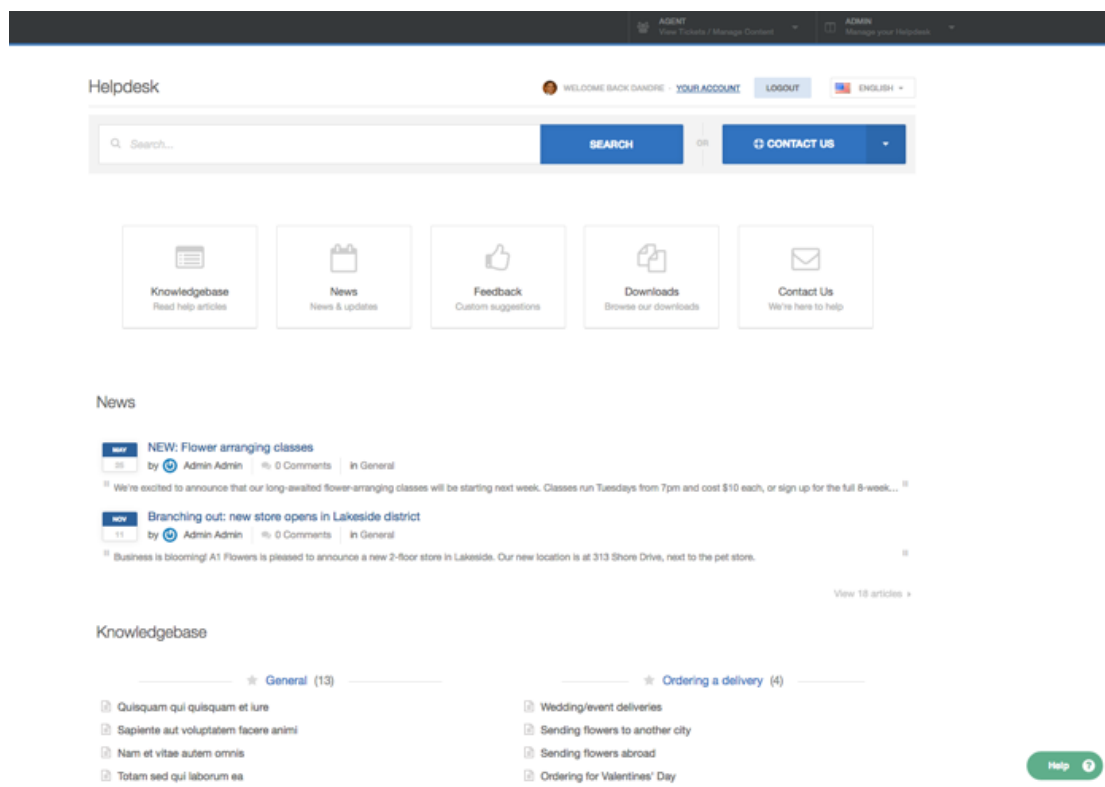 AGENT
View Tickets / Manage Content
ADMIN
Manage your Helpdesk
Helpdesk
WELCOME BACK DANDRE · YOUR ACCOUNT
LOGOUT
ENGLISH
Search...
SEARCH
OR
CONTACT US
Knowledgebase
Read help articles
News
News & updates
Feedback
Custom suggestions
Downloads
Browse our downloads
Contact Us
We're here to help
News
MAY
25
NEW: Flower arranging classes
by Admin Admin 0 Comments in General
" We're excited to announce that our long-awaited flower-arranging classes will be starting next week. Classes run Tuesdays from 7pm and cost $10 each, or sign up for the full 8-week... "
NOV
11
Branching out: new store opens in Lakeside district
by Admin Admin 0 Comments in General
" Business is blooming! A1 Flowers is pleased to announce a new 2-floor store in Lakeside. Our new location is at 313 Shore Drive, next to the pet store. "
View 18 articles
Knowledgebase
General (13)
Quisquam qui quisquam et iure
Sapiente aut voluptatem facere animi
Nam et vitae autem omnis
Totam sed qui laborum ea
Ordering a delivery (4)
Wedding/event deliveries
Sending flowers to another city
Sending flowers abroad
Ordering for Valentines' Day
Help ?